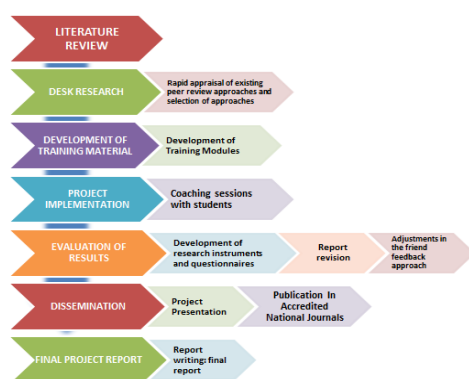 LITERATURE
REVIEW
DESK RESEARCH
Rapid appraisal of existing
peer review approaches and
selection of approaches
DEVELOPMENT OF
TRAINING MATERIAL
Development of
Training Modules
PROJECT
IMPLEMENTATION
Coaching sessions
with students
EVALUATION OF
RESULTS
Development of
research instruments
and questionnaires
Report
revision
Adjustments in
the friend
feedback
approach
DISSEMINATION
Project
Presentation
Publication In
Accredited
National Journals
FINAL PROJECT REPORT
Report
writing: final
report